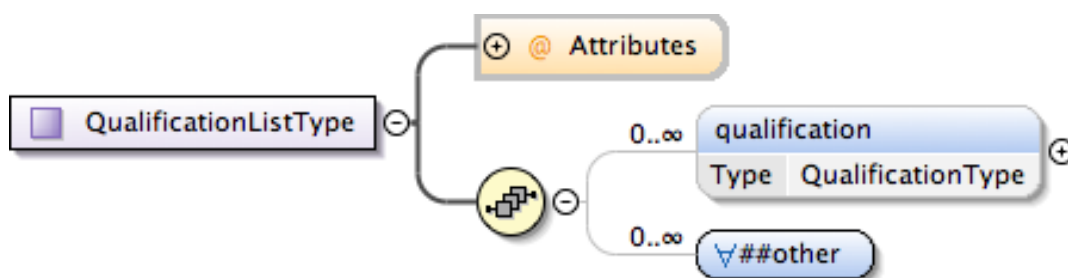 @ Attributes
QualificationListType
0..∞ qualification
Type QualificationType
0..∞ ∀##other